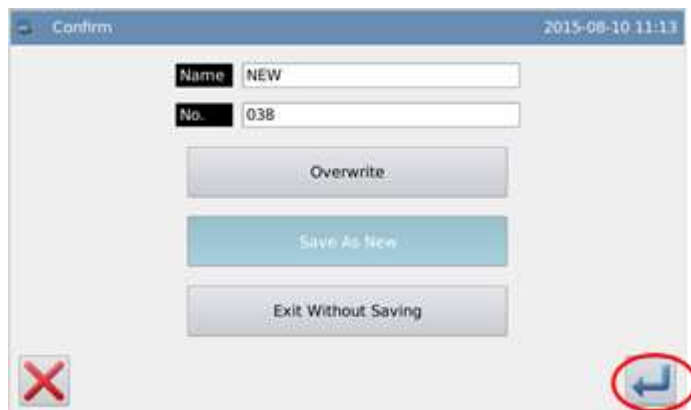 Confirm 2015-08-10 11:13
Name NEW
No. 038
Overwrite
Save As New
Exit Without Saving